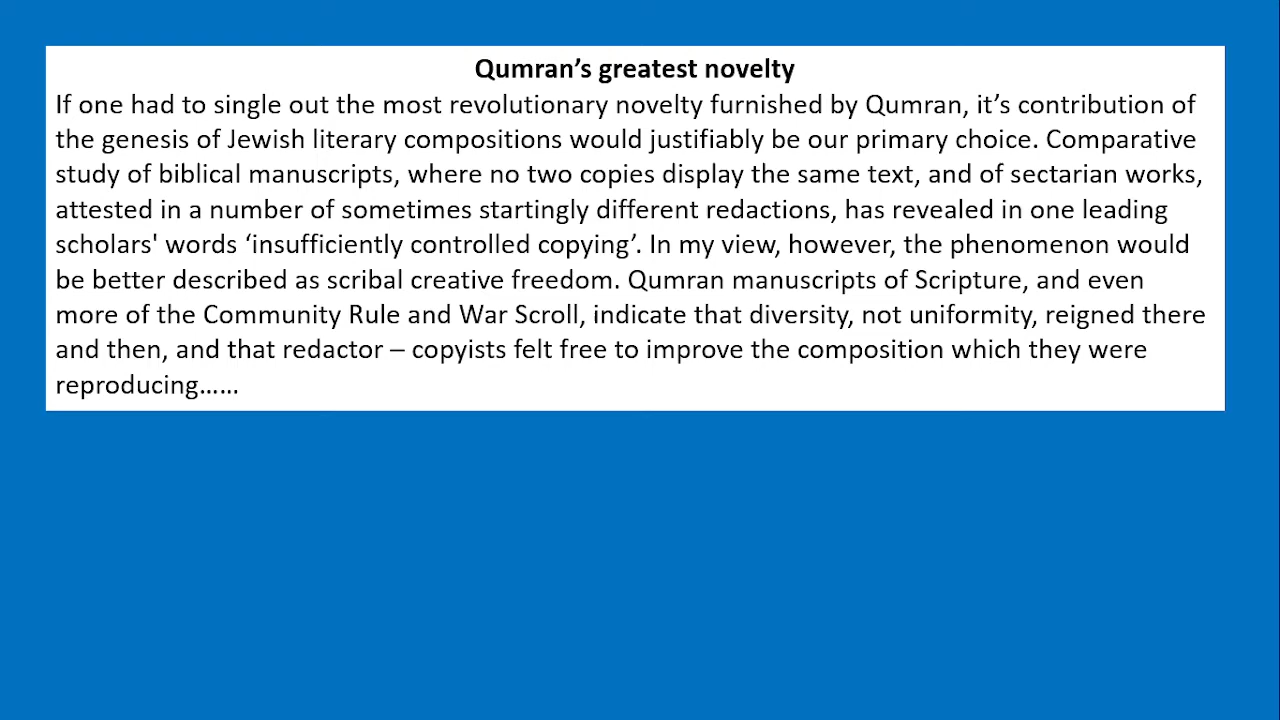 Qumran’s greatest novelty
If one had to single out the most revolutionary novelty furnished by Qumran, it’s contribution of
the genesis of Jewish literary compositions would justifiably be our primary choice. Comparative
study of biblical manuscripts, where no two copies display the same text, and of sectarian works,
attested in a number of sometimes startingly different redactions, has revealed in one leading
scholars' words ‘insufficiently controlled copying’. In my view, however, the phenomenon would
be better described as scribal creative freedom. Qumran manuscripts of Scripture, and even
more of the Community Rule and War Scroll, indicate that diversity, not uniformity, reigned there
and then, and that redactor – copyists felt free to improve the composition which they were
reproducing……